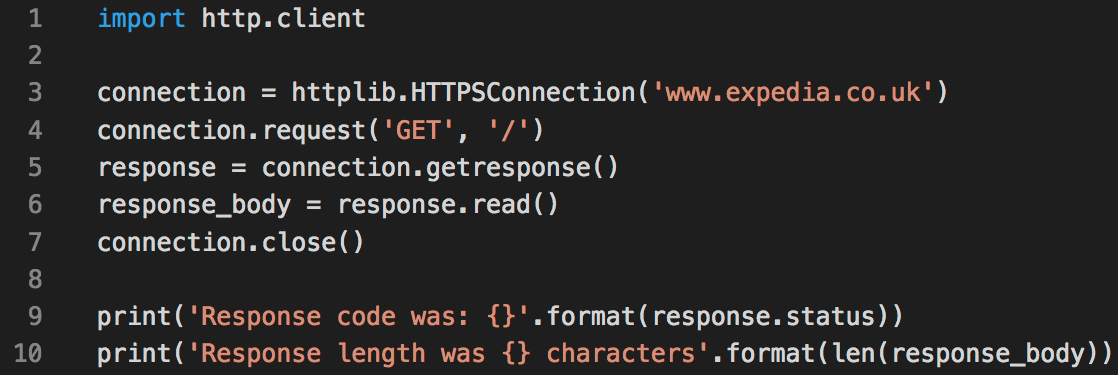 1 import http.client
2
3 connection = httplib.HTTPSConnection('www.expedia.co.uk')
4 connection.request('GET', '/')
5 response = connection.getresponse()
6 response_body = response.read()
7 connection.close()
8
9 print('Response code was: {}'.format(response.status))
10 print('Response length was {} characters'.format(len(response_body))